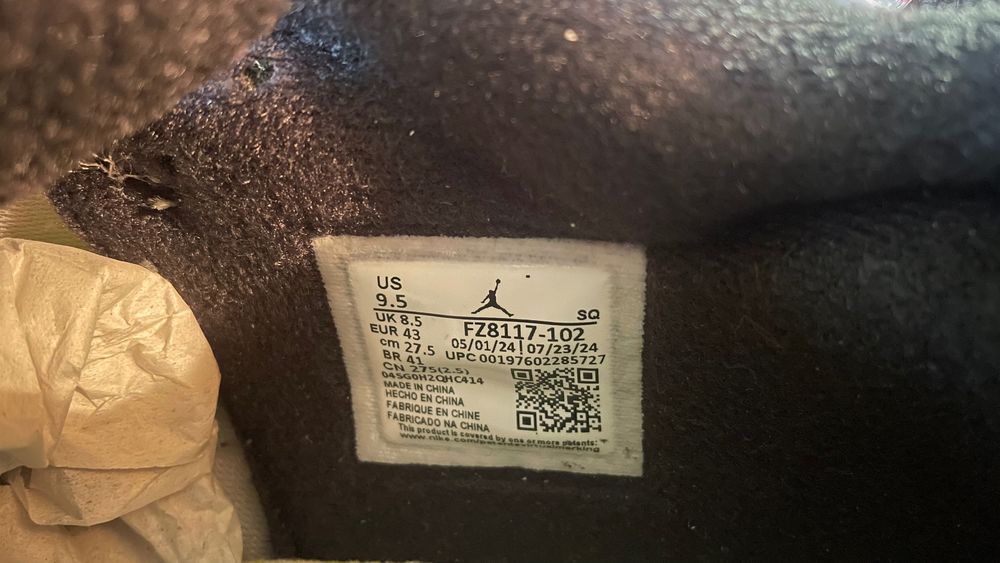 US
9.5
SQ
UK 8.5
FZ8117-102
EUR 43
05/01/24 | 07/23/24
cm 27.5
UPC 00197602285727
BR 41
CN 275(2.5)
04SG0H2QHC414
MADE IN CHINA
HECHO EN CHINA
FABRIQUE EN CHINE
FABRICADO NA CHINA
This product is covered by one or more patents: